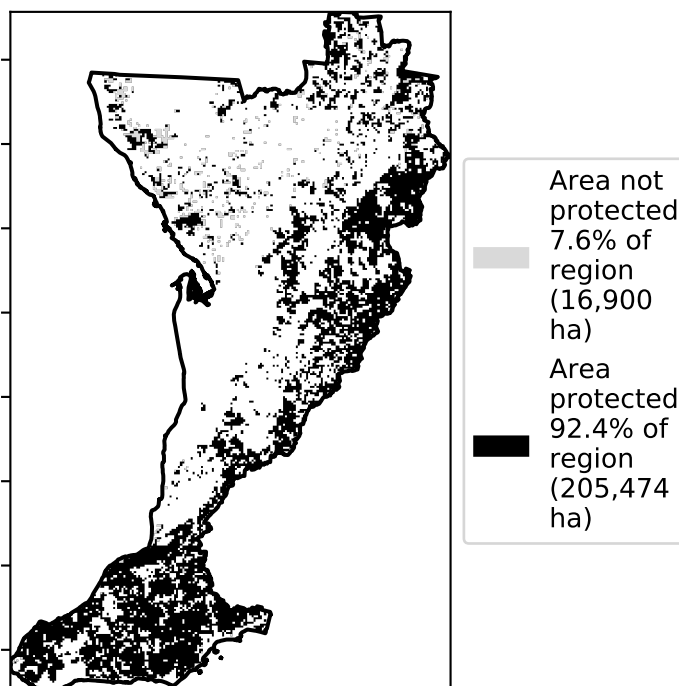 Area not
protected
7.6% of
region
(16,900
ha)
Area
protected
92.4% of
region
(205,474
ha)